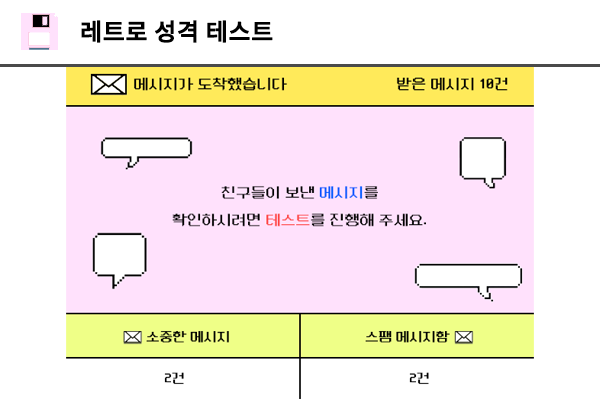 레트로 성격 테스트
메시지가 도착했습니다 받은 메시지 10건
친구들이 보낸 메시지를
확인하시려면 테스트를 진행해 주세요.
소중한 메시지 스팸 메시지함
2건 2건